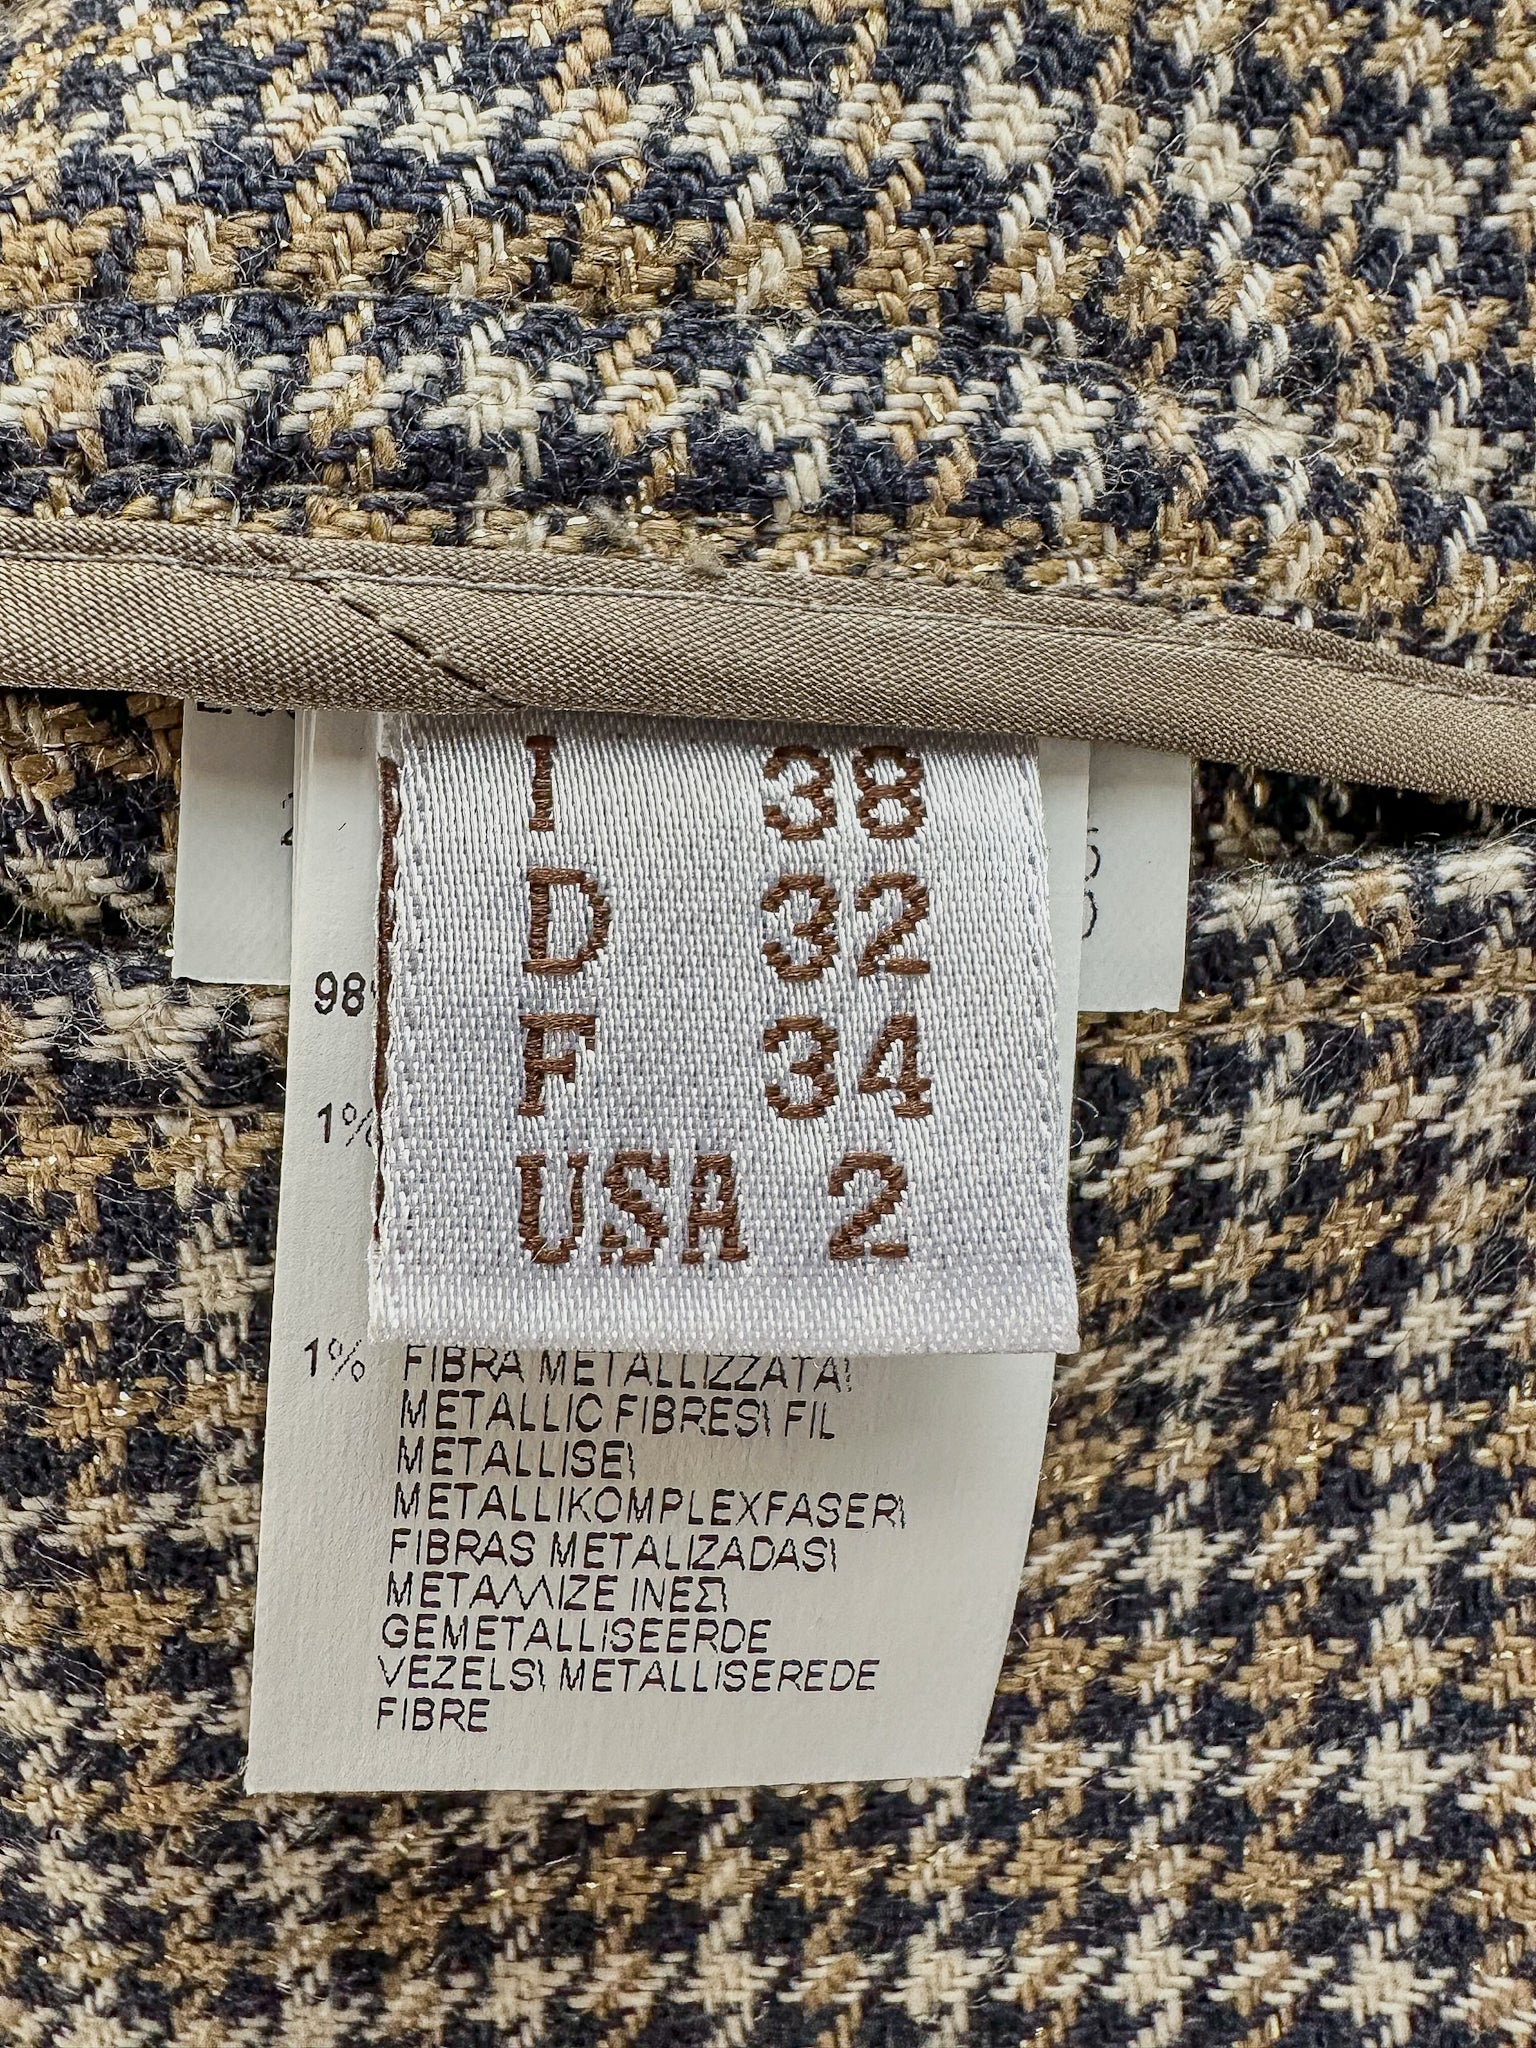 I 38
D 32
F 34
USA 2
98
1%
1% FIBRA METALLIZZATA\
METALLIC FIBRES\ FIL
METALLISE\
METALLIKOMPLEXFASER\
FIBRAS METALIZADAS\
ΜΕΤΑΛΛΙΖΕ ΙΝΕΣ\
GEMETALLISEERDE
VEZELS\ METALLISEREDE
FIBRE